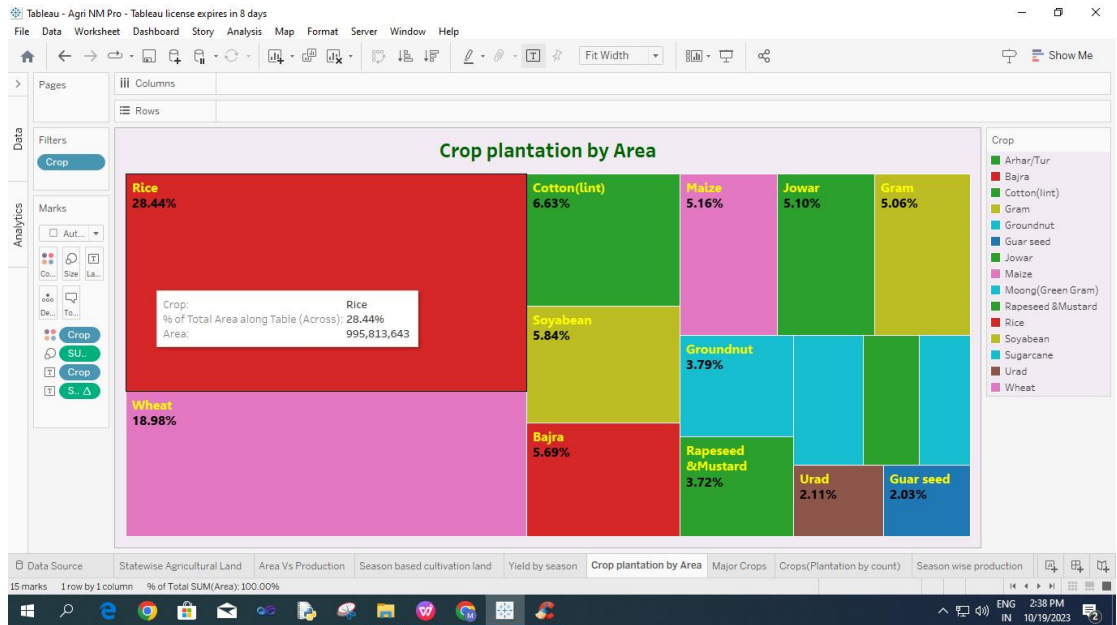 Tableau - Agri NM Pro - Tableau license expires in 8 days
File Data Worksheet Dashboard Story Analysis Map Format Server Window Help
Fit Width
Show Me
Pages
Columns
Rows
Data
Analytics
Filters
Crop
Marks
Aut...
Co... Size La...
De... To...
Crop
SU..
Crop
S.. Δ
Crop plantation by Area
Rice
28.44%
Crop: Rice
% of Total Area along Table (Across): 28.44%
Area: 995,813,643
Wheat
18.98%
Cotton(lint)
6.63%
Soyabean
5.84%
Bajra
5.69%
Maize
5.16%
Jowar
5.10%
Gram
5.06%
Groundnut
3.79%
Rapeseed
&Mustard
3.72%
Urad
2.11%
Guar seed
2.03%
Crop
Arhar/Tur
Bajra
Cotton(lint)
Gram
Groundnut
Guar seed
Jowar
Maize
Moong(Green Gram)
Rapeseed &Mustard
Rice
Soyabean
Sugarcane
Urad
Wheat
Data Source Statewise Agricultural Land Area Vs Production Season based cultivation land Yield by season Crop plantation by Area Major Crops Crops(Plantation by count) Season wise production
15 marks 1 row by 1 column % of Total SUM(Area): 100.00%
ENG 2:38 PM
IN 10/19/2023
2